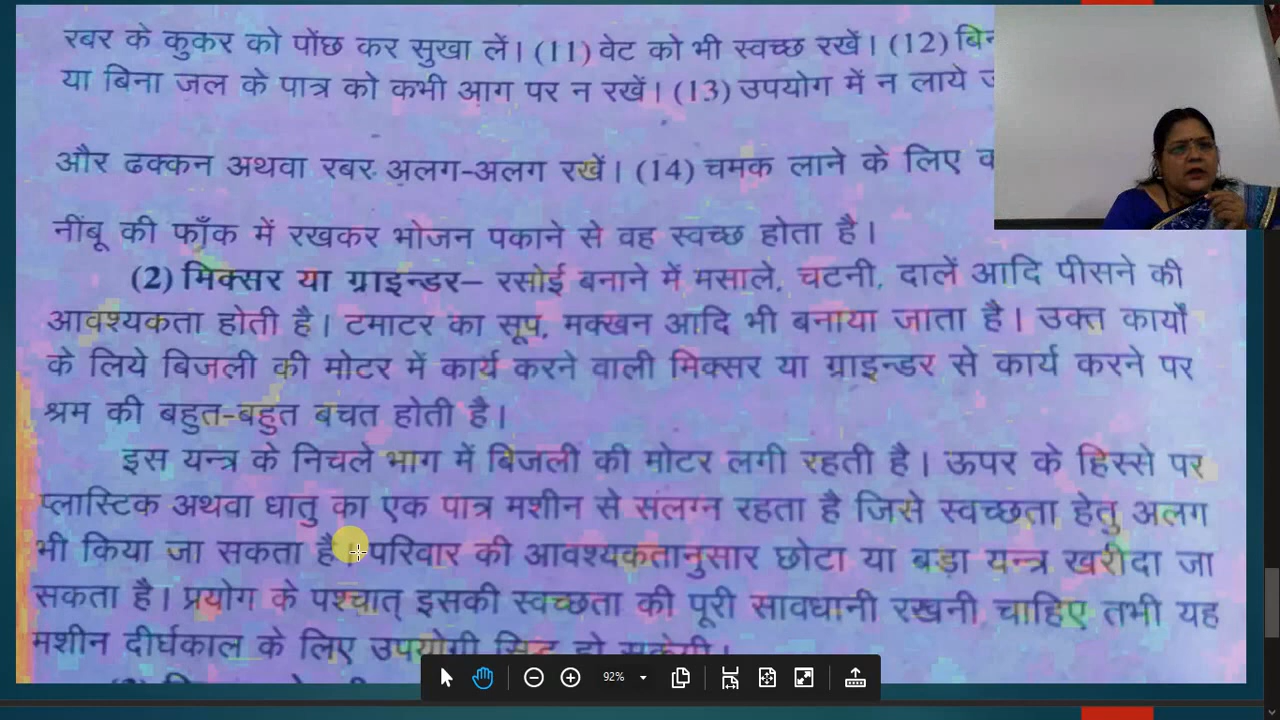 रबर के कुकर को पोंछ कर सुखा लें। (11) वेट को भी स्वच्छ रखें। (12)
या बिना जल के पात्र को कभी आग पर न रखें। (13) उपयोग में न लाये
और ढक्कन अथवा रबर अलग-अलग रखें। (14) चमक लाने के लिए
नींबू की फाँक में रखकर भोजन पकाने से वह स्वच्छ होता है।
(2) मिक्सर या ग्राइन्डर– रसोई बनाने में मसाले, चटनी, दालें आदि पीसने की
आवश्यकता होती है। टमाटर का सूप, मक्खन आदि भी बनाया जाता है। उक्त कार्यों
के लिये बिजली की मोटर में कार्य करने वाली मिक्सर या ग्राइन्डर से कार्य करने पर
श्रम की बहुत-बहुत बचत होती है।
इस यन्त्र के निचले भाग में बिजली की मोटर लगी रहती है। ऊपर के हिस्से पर
प्लास्टिक अथवा धातु का एक पात्र मशीन से संलग्न रहता है जिसे स्वच्छता हेतु अलग
भी किया जा सकता है। परिवार की आवश्यकतानुसार छोटा या बड़ा यन्त्र खरीदा जा
सकता है। प्रयोग के पश्चात् इसकी स्वच्छता की पूरी सावधानी रखनी चाहिए तभी यह
मशीन दीर्घकाल के लिए उपयोगी सिद्ध हो सकेगी।
92%